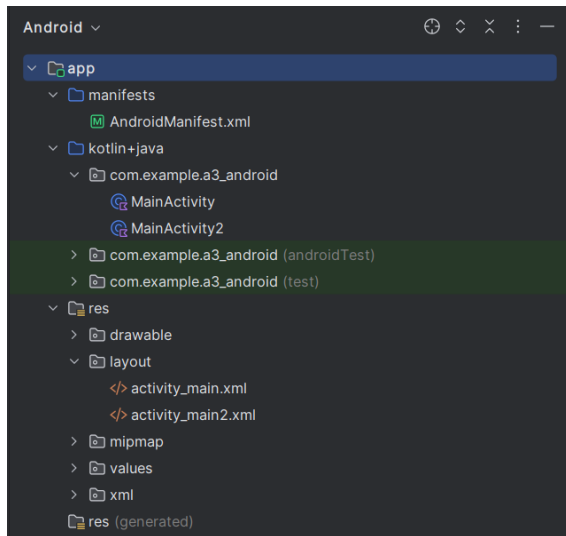 Android
app
manifests
AndroidManifest.xml
kotlin+java
com.example.a3_android
MainActivity
MainActivity2
com.example.a3_android (androidTest)
com.example.a3_android (test)
res
drawable
layout
activity_main.xml
activity_main2.xml
mipmap
values
xml
res (generated)